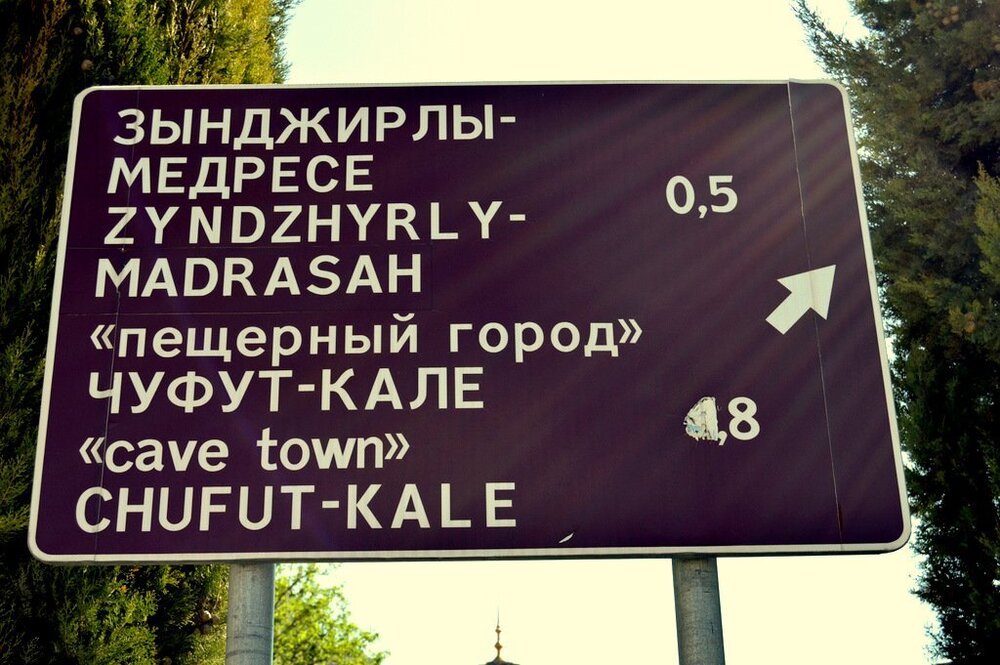 ЗЫНДЖИРЛЫ-
МЕДРЕСЕ
ZYNDZHYRLY-
MADRASAH
0,5
«пещерный город»
ЧУФУТ-КАЛЕ
«cave town»
CHUFUT-KALE
,8